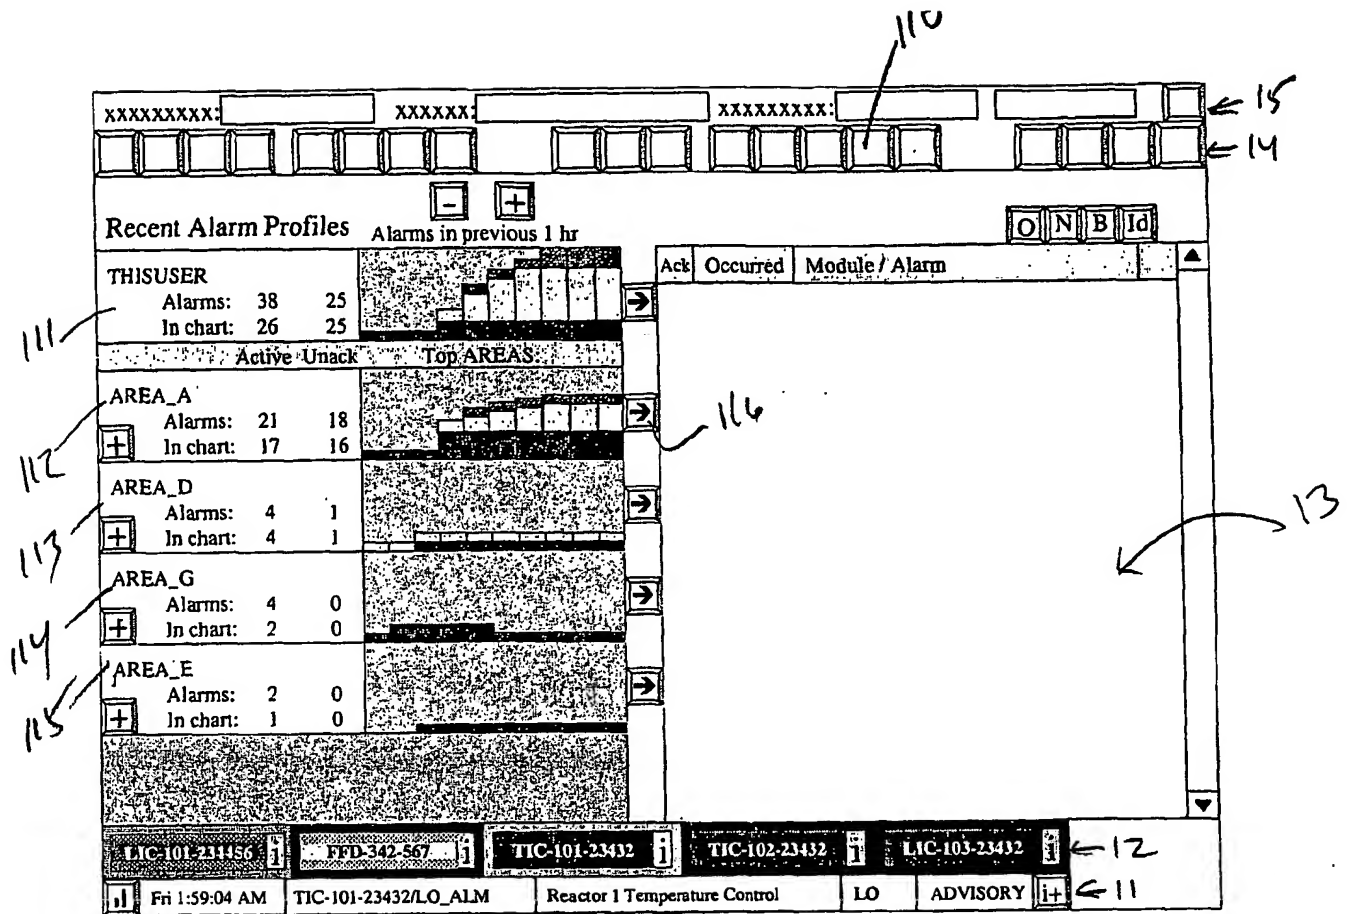 110
xxxxxxxxx: xxxxxx: xxxxxxxxx: 15
14
- +
Recent Alarm Profiles Alarms in previous 1 hr O N B Id
Ack Occurred Module / Alarm
THISUSER
Alarms: 38 25
In chart: 26 25
111
Active Unack Top AREAS
AREA_A
Alarms: 21 18
+ In chart: 17 16
116
112
AREA_D
Alarms: 4 1
+ In chart: 4 1
13
113
AREA_G
Alarms: 4 0
+ In chart: 2 0
114
AREA_E
Alarms: 2 0
+ In chart: 1 0
115
LIC-101-234456 i FFD-342-567 i TIC-101-23432 i TIC-102-23432 i LIC-103-23432 i 12
Fri 1:59:04 AM TIC-101-23432/LO_ALM Reactor 1 Temperature Control LO ADVISORY i+ 11